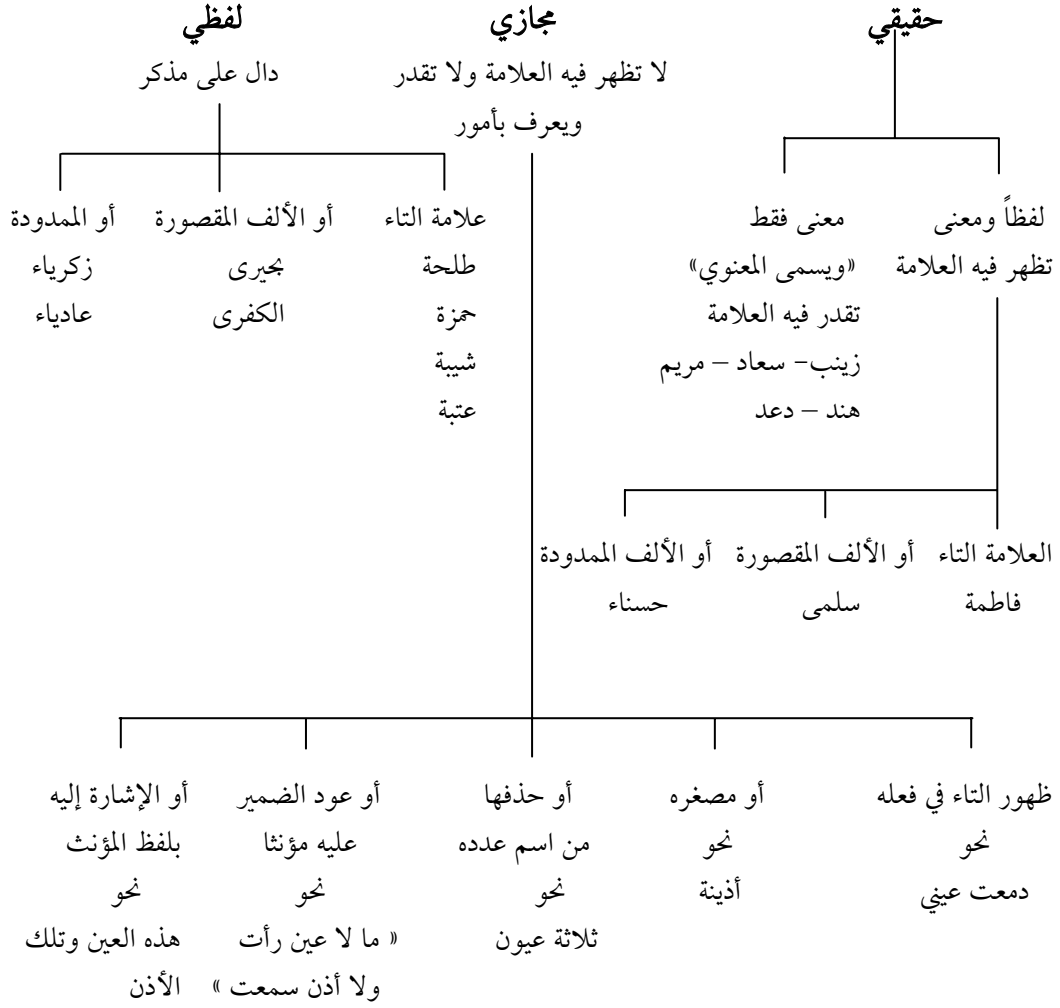 حقيقي
مجازي
لفظي
لا تظهر فيه العلامة ولا تقدر
ويعرف بأمور
دال على مذكر
لفظاً ومعنى
تظهر فيه العلامة
معنى فقط
«ويسمى المعنوي»
تقدر فيه العلامة
زينب- سعاد – مريم
هند – دعد
علامة التاء
طلحة
حمزة
شيبة
عتبة
أو الألف المقصورة
بحيرى
الكفرى
أو الممدودة
زكرياء
عادياء
العلامة التاء
فاطمة
أو الألف المقصورة
سلمى
أو الألف الممدودة
حسناء
ظهور التاء في فعله
نحو
دمعت عيني
أو مصغره
نحو
أذينة
أو حذفها
من اسم عدده
نحو
ثلاثة عيون
أو عود الضمير
عليه مؤنثا
نحو
« ما لا عين رأت
ولا أذن سمعت »
أو الإشارة إليه
بلفظ المؤنث
نحو
هذه العين وتلك
الأذن